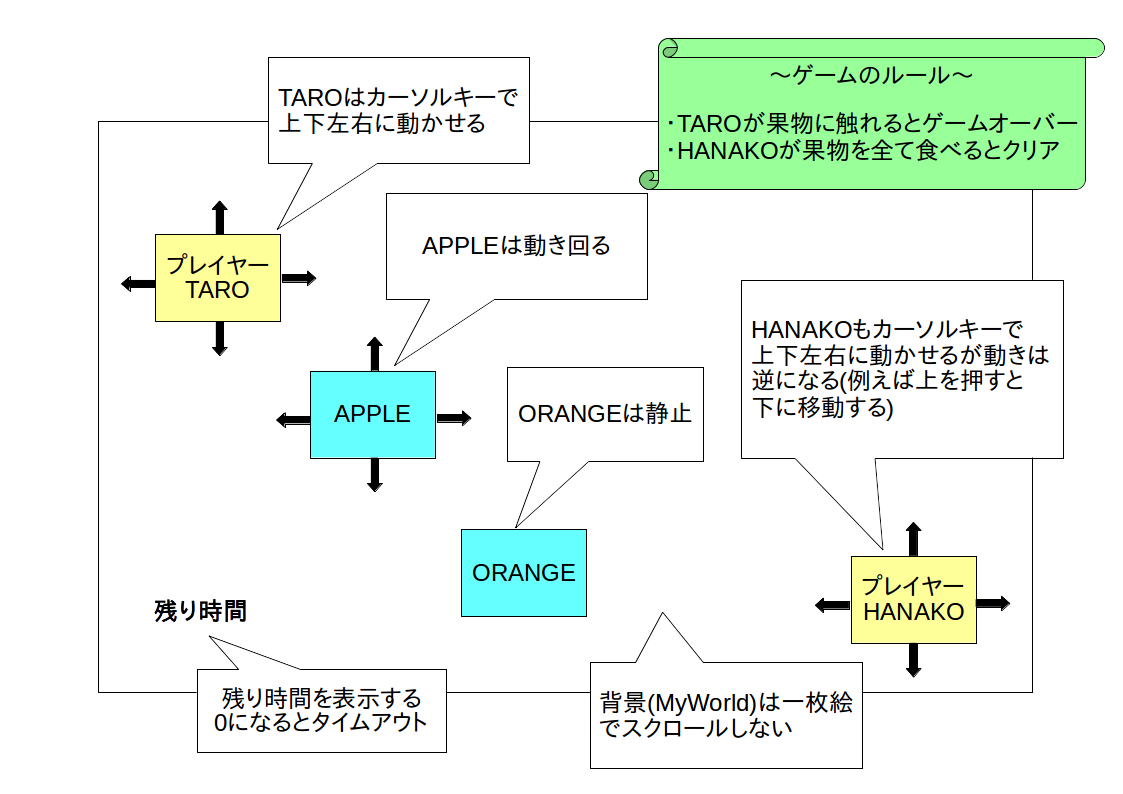 ～ゲームのルール～
・TAROが果物に触れるとゲームオーバー
・HANAKOが果物を全て食べるとクリア
TAROはカーソルキーで
上下左右に動かせる
プレイヤー
TARO
APPLEは動き回る
APPLE
HANAKOもカーソルキーで
上下左右に動かせるが動きは
逆になる(例えば上を押すと
下に移動する)
ORANGEは静止
ORANGE
プレイヤー
HANAKO
残り時間
残り時間を表示する
0になるとタイムアウト
背景(MyWorld)は一枚絵
でスクロールしない